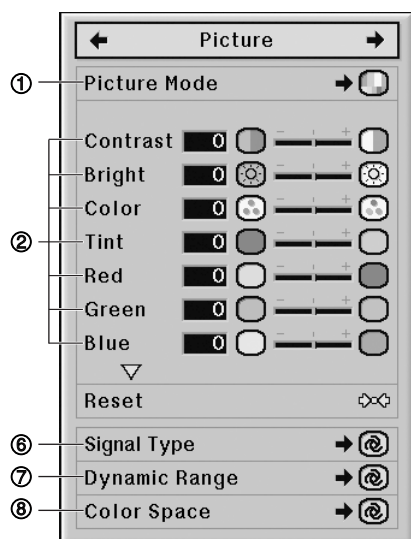 Picture
① Picture Mode
Contrast 0 - +
Bright 0 - +
Color 0 - +
② Tint 0 - +
Red 0 - +
Green 0 - +
Blue 0 - +
Reset
⑥ Signal Type
⑦ Dynamic Range
⑧ Color Space